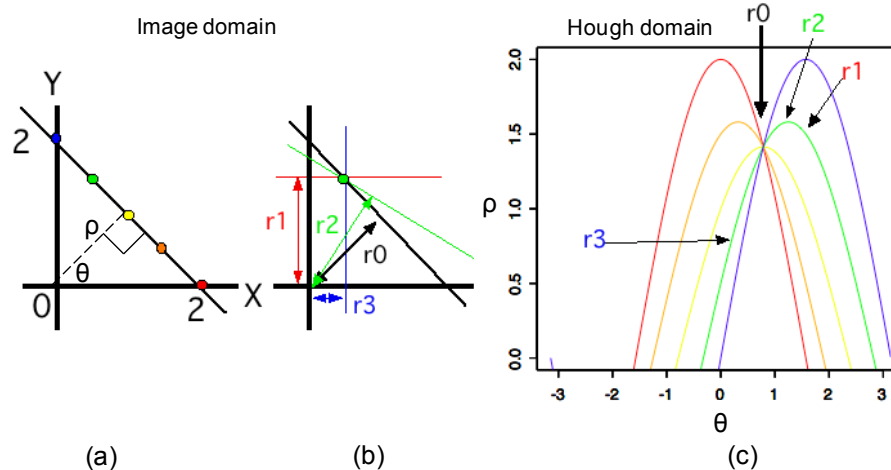 Image domain
Y
2
ρ
θ
0
2
X
(a)
r1
r2
r0
r3
(b)
Hough domain
r0
r2
r1
r3
ρ
2.0
1.5
1.0
0.5
0.0
-3 -2 -1 0 1 2 3
θ
(c)